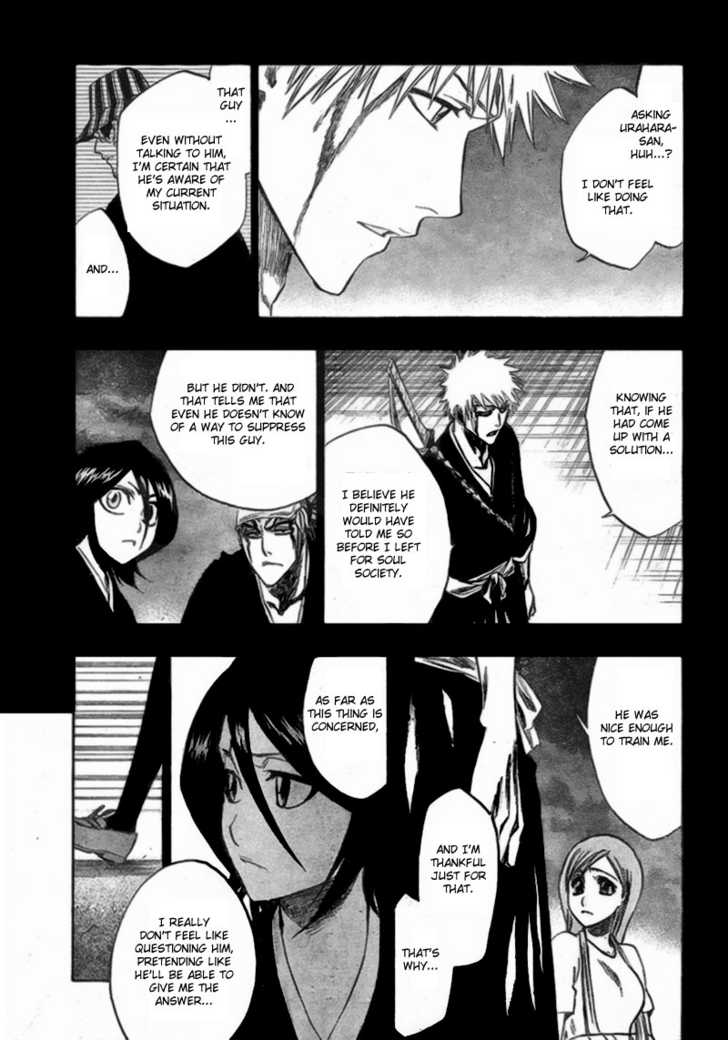 ASKING
URAHARA-
SAN,
HUH...?
I DON'T FEEL
LIKE DOING
THAT.
THAT
GUY
...
EVEN WITHOUT
TALKING TO HIM,
I'M CERTAIN THAT
HE'S AWARE OF
MY CURRENT
SITUATION.
AND...
KNOWING
THAT, IF HE
HAD COME
UP WITH A
SOLUTION...
I BELIEVE HE
DEFINITELY
WOULD HAVE
TOLD ME SO
BEFORE I LEFT
FOR SOUL
SOCIETY.
BUT HE DIDN'T. AND
THAT TELLS ME THAT
EVEN HE DOESN'T KNOW
OF A WAY TO SUPPRESS
THIS GUY.
HE WAS
NICE ENOUGH
TO TRAIN ME.
AS FAR AS
THIS THING IS
CONCERNED,
AND I'M
THANKFUL
JUST FOR
THAT.
THAT'S
WHY...
I REALLY
DON'T FEEL LIKE
QUESTIONING HIM,
PRETENDING LIKE
HE'LL BE ABLE TO
GIVE ME THE
ANSWER...